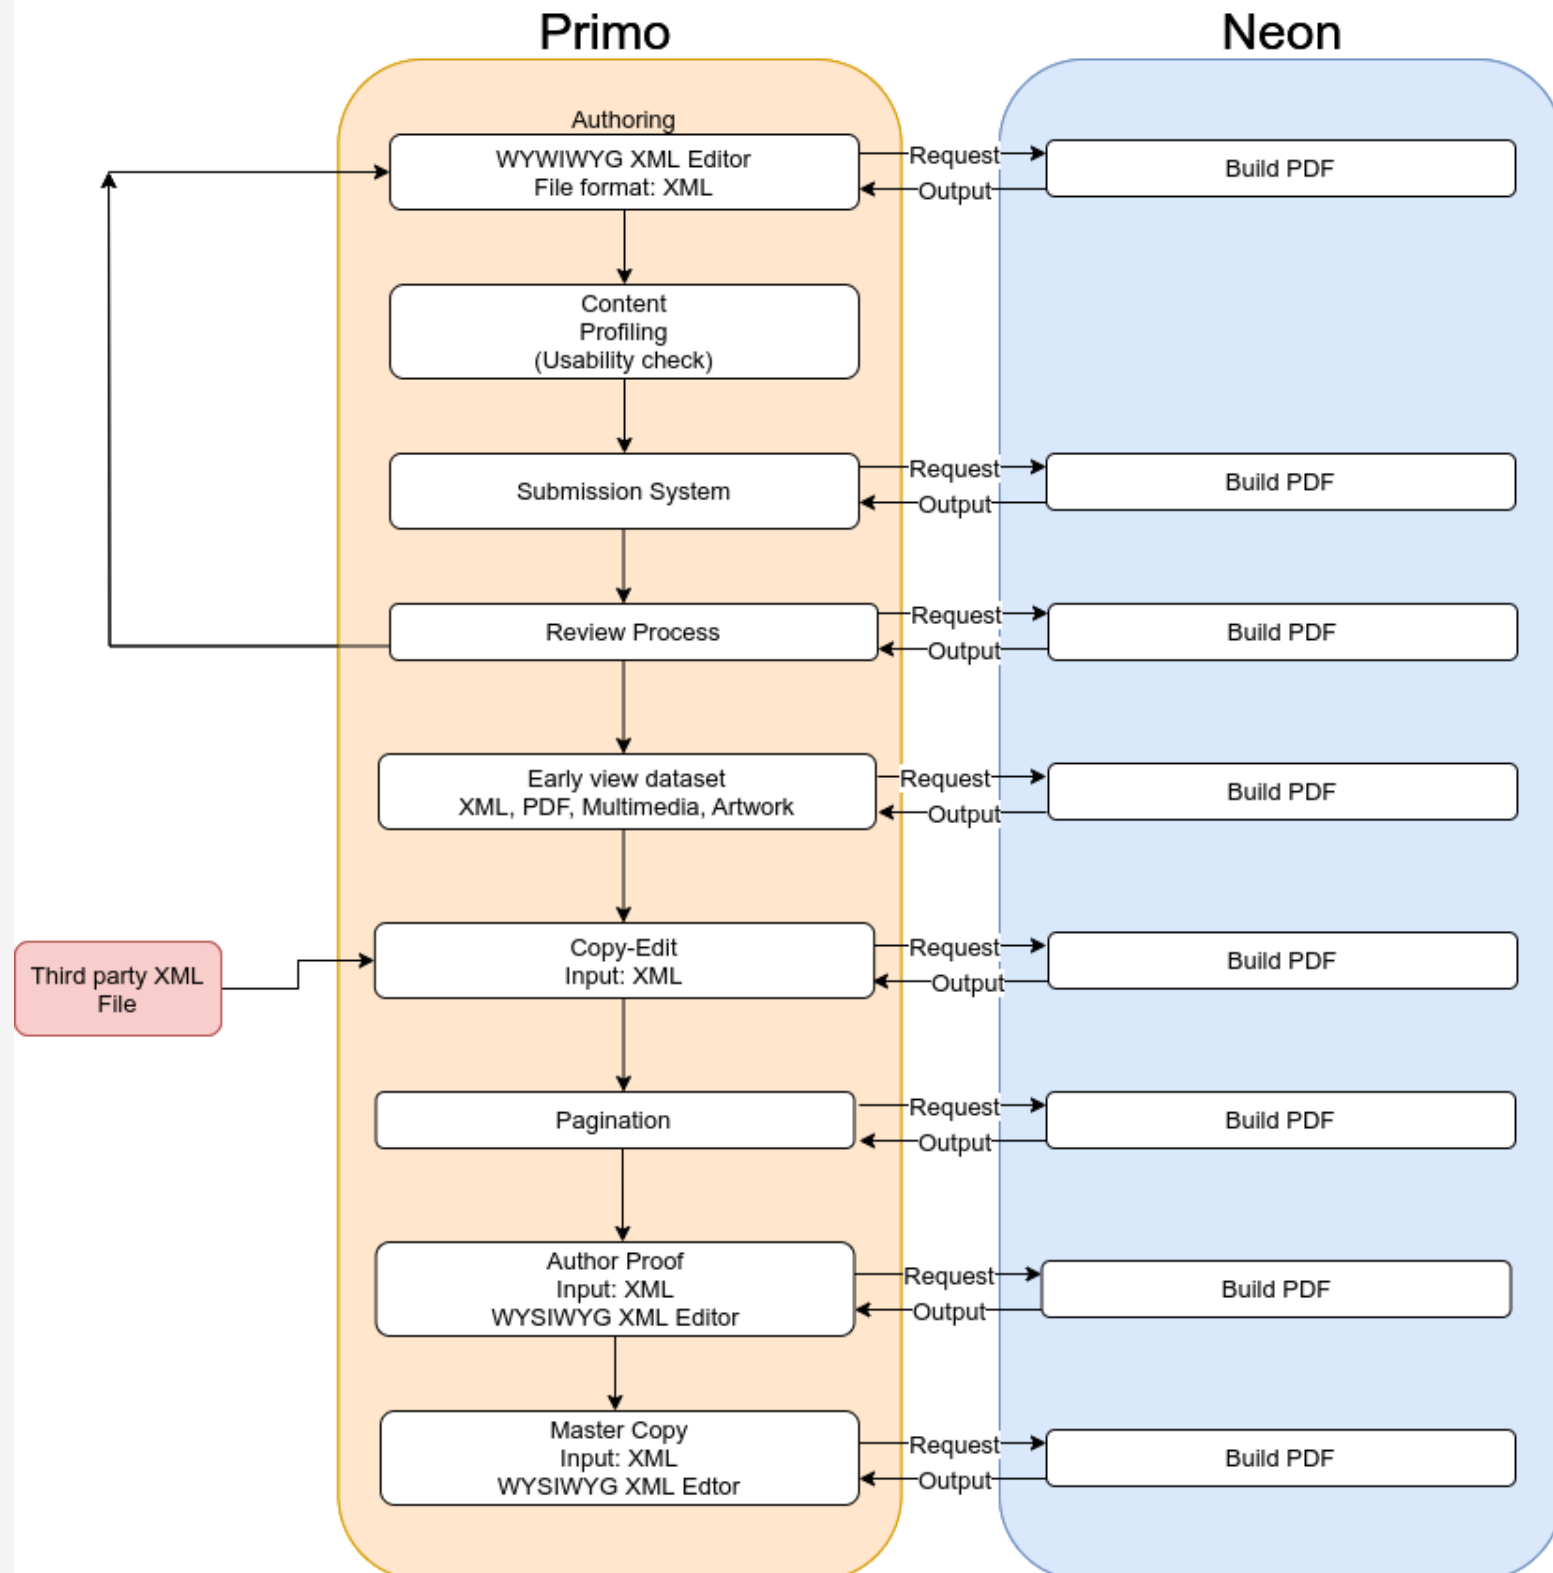 Primo
Neon
Authoring
WYWIWYG XML Editor
File format: XML
Request
Output
Build PDF
Content
Profiling
(Usability check)
Submission System
Request
Output
Build PDF
Review Process
Request
Output
Build PDF
Early view dataset
XML, PDF, Multimedia, Artwork
Request
Output
Build PDF
Third party XML
File
Copy-Edit
Input: XML
Request
Output
Build PDF
Pagination
Request
Output
Build PDF
Author Proof
Input: XML
WYSIWYG XML Editor
Request
Output
Build PDF
Master Copy
Input: XML
WYSIWYG XML Edtor
Request
Output
Build PDF